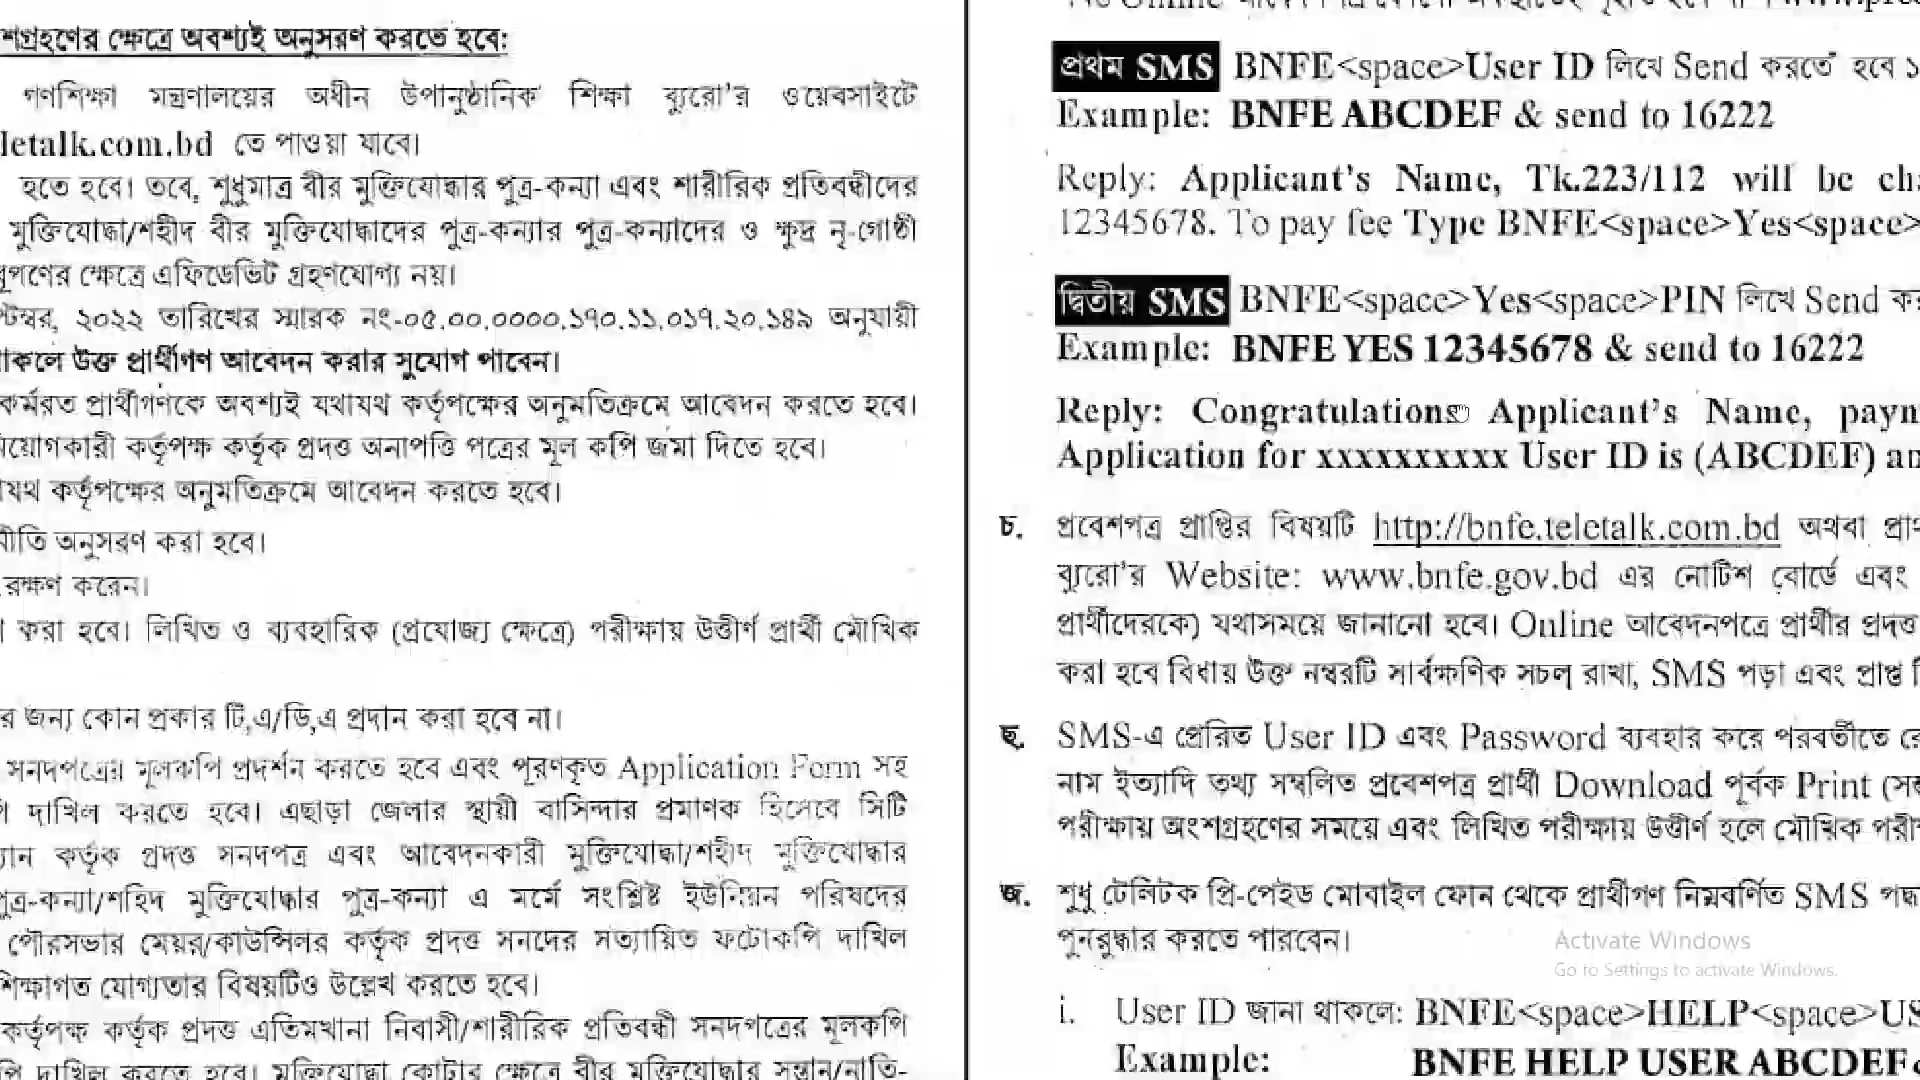 শগ্রহণের ক্ষেত্রে অবশ্যই অনুসরণ করতে হবে:
গণশিক্ষা মন্ত্রণালয়ের অধীন উপানুষ্ঠানিক শিক্ষা ব্যুরো'র ওয়েবসাইটে
letalk.com.bd তে পাওয়া যাবে।
হতে হবে। তবে, শুধুমাত্র বীর মুক্তিযোদ্ধার পুত্র-কন্যা এবং শারীরিক প্রতিবন্ধীদের
মুক্তিযোদ্ধা/শহীদ বীর মুক্তিযোদ্ধাদের পুত্র-কন্যার পুত্র-কন্যাদের ও ক্ষুদ্র নৃ-গোষ্ঠী
পণের ক্ষেত্রে এফিডেভিট গ্রহণযোগ্য নয়।
স্টম্বর, ২০২২ তারিখের স্মারক নং-০৫.০০.০০০০.১৭০.১১.০১৭.২০.১৪৯ অনুযায়ী
াকলে উক্ত প্রার্থীগণ আবেদন করার সুযোগ পাবেন।
কর্মরত প্রার্থীগণকে অবশ্যই যথাযথ কর্তৃপক্ষের অনুমতিক্রমে আবেদন করতে হবে।
নিয়োগকারী কর্তৃপক্ষ কর্তৃক প্রদত্ত অনাপত্তি পত্রের মূল কপি জমা দিতে হবে।
াযথ কর্তৃপক্ষের অনুমতিক্রমে আবেদন করতে হবে।
নীতি অনুসরণ করা হবে।
রক্ষণ করেন।
করা হবে। লিখিত ও ব্যবহারিক (প্রযোজ্য ক্ষেত্রে) পরীক্ষায় উত্তীর্ণ প্রার্থী মৌখিক
র জন্য কোন প্রকার টি,এ/ডি,এ প্রদান করা হবে না।
সনদপত্রের মূলকপি প্রদর্শন করতে হবে এবং পূরণকৃত Application Form সহ
পি দাখিল করতে হবে। এছাড়া জেলার স্থায়ী বাসিন্দার প্রমাণক হিসেবে সিটি
্যান কর্তৃক প্রদত্ত সনদপত্র এবং আবেদনকারী মুক্তিযোদ্ধা/শহীদ মুক্তিযোদ্ধার
পুত্র-কন্যা/শহিদ মুক্তিযোদ্ধার পুত্র-কন্যা এ মর্মে সংশ্লিষ্ট ইউনিয়ন পরিষদের
পৌরসভার মেয়র/কাউন্সিলর কর্তৃক প্রদত্ত সনদের সত্যায়িত ফটোকপি দাখিল
শিক্ষাগত যোগ্যতার বিষয়টিও উল্লেখ করতে হবে।
কর্তৃপক্ষ কর্তৃক প্রদত্ত এতিমখানা নিবাসী/শারীরিক প্রতিবন্ধী সনদপত্রের মূলকপি
পি দাখিল করতে হবে। মুক্তিযোদ্ধা কোটার ক্ষেত্রে বীর মুক্তিযোদ্ধার সন্তান/নাতি-
প্রথম SMS BNFE<space>User ID লিখে Send করতে হবে ১
Example: BNFE ABCDEF & send to 16222
Reply: Applicant's Name, Tk.223/112 will be ch
12345678. To pay fee Type BNFE<space>Yes<space>
দ্বিতীয় SMS BNFE<space>Yes<space>PIN লিখে Send কর
Example: BNFE YES 12345678 & send to 16222
Reply: Congratulations Applicant's Name, paym
Application for xxxxxxxxxx User ID is (ABCDEF) an
চ. প্রবেশপত্র প্রাপ্তির বিষয়টি http://bnfe.teletalk.com.bd অথবা প্রা
ব্যুরো'র Website: www.bnfe.gov.bd এর নোটিশ বোর্ডে এবং
প্রার্থীদেরকে) যথাসময়ে জানানো হবে। Online আবেদনপত্রে প্রার্থীর প্রদত্ত
করা হবে বিধায় উক্ত নম্বরটি সার্বক্ষণিক সচল রাখা, SMS পড়া এবং প্রাপ্ত নি
ছ. SMS-এ প্রেরিত User ID এবং Password ব্যবহার করে পরবর্তীতে রো
নাম ইত্যাদি তথ্য সম্বলিত প্রবেশপত্র প্রার্থী Download পূর্বক Print (সম্ভ
পরীক্ষায় অংশগ্রহণের সময়ে এবং লিখিত পরীক্ষায় উত্তীর্ণ হলে মৌখিক পরী
জ. শুধু টেলিটক প্রি-পেইড মোবাইল ফোন থেকে প্রার্থীগণ নিম্নবর্ণিত SMS পদ্ধ
পুনরুদ্ধার করতে পারবেন।
Activate Windows
Go to Settings to activate Windows.
i. User ID জানা থাকলে: BNFE<space>HELP<space>US
Example: BNFE HELP USER ABCDEF